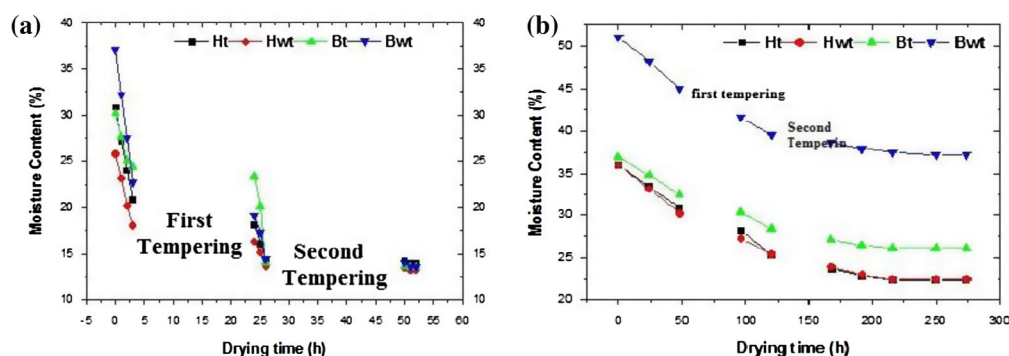 (a)
40
35
30
25
20
15
10
Moisture Content (%)
Ht Hwt Bt Bwt
First
Tempering
Second
Tempering
40
35
30
25
20
15
10
-5 0 5 10 15 20 25 30 35 40 45 50 55 60
Drying time (h)
(b)
50
45
40
35
30
25
20
Moisture Content (%)
Ht Hwt Bt Bwt
first tempering
Second
Temperin
0 50 100 150 200 250 300
Drying time (h)